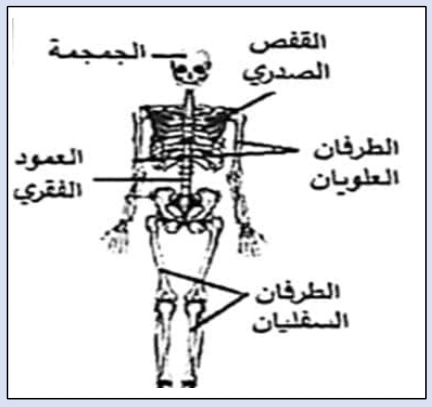 القفص
الصدري
الجمجمة
الطرفان
العلويان
العمود
الفقري
الطرفان
السفليان